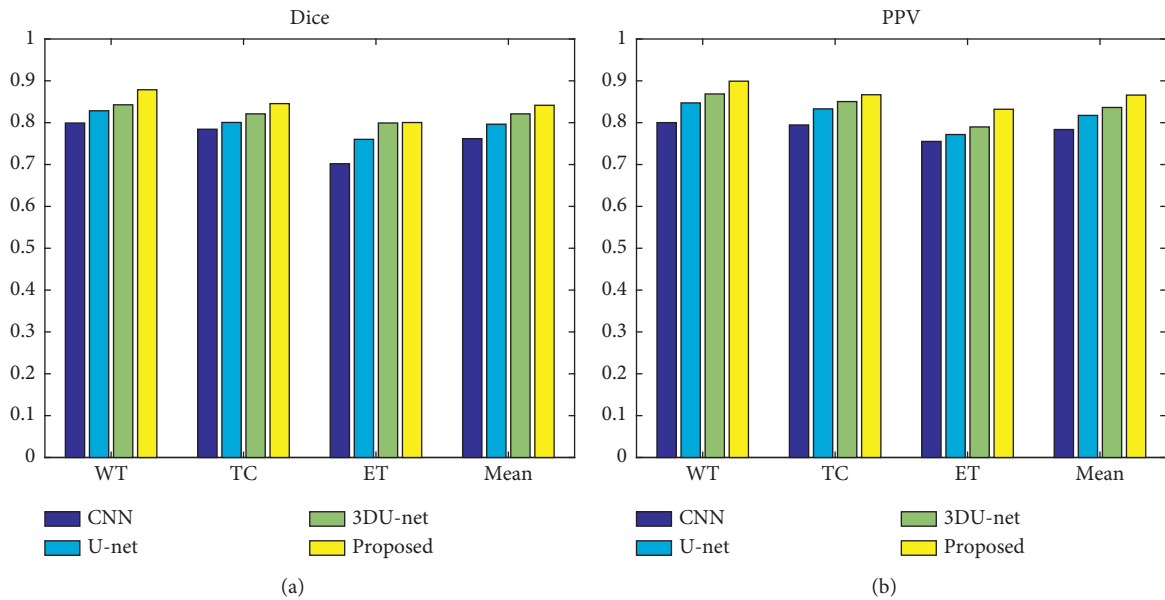 Dice
1
0.9
0.8
0.7
0.6
0.5
0.4
0.3
0.2
0.1
0
WT TC ET Mean
CNN 3DU-net
U-net Proposed
(a)
PPV
1
0.9
0.8
0.7
0.6
0.5
0.4
0.3
0.2
0.1
0
WT TC ET Mean
CNN 3DU-net
U-net Proposed
(b)